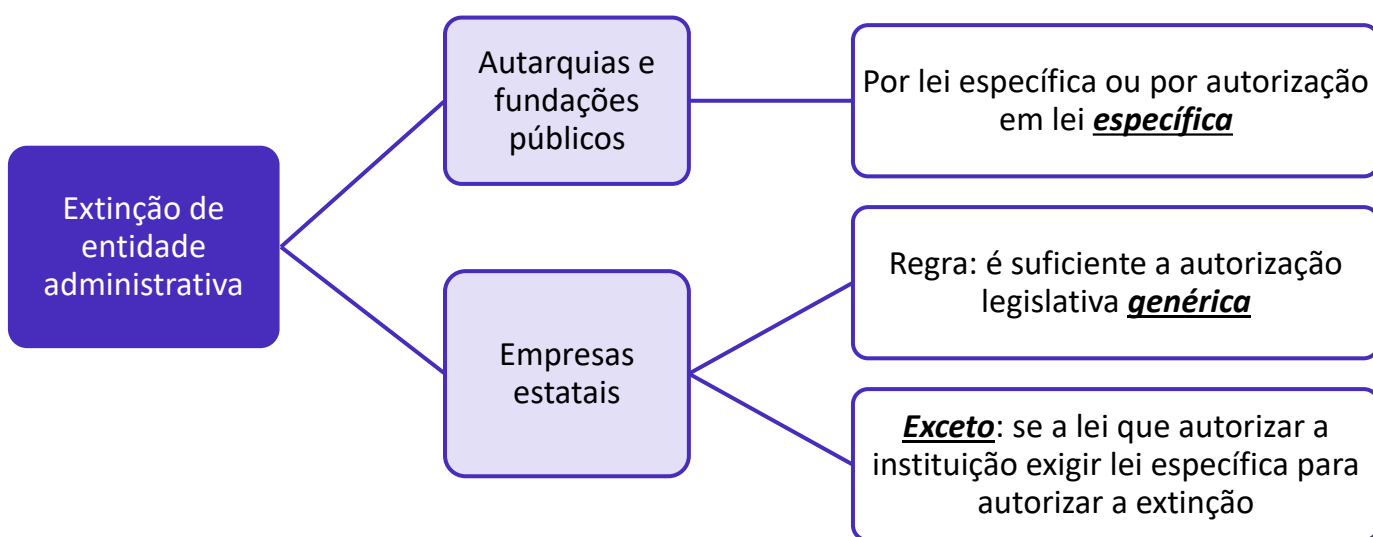 Extinção de
entidade
administrativa
Autarquias e
fundações
públicos
Por lei específica ou por autorização
em lei específica
Empresas
estatais
Regra: é suficiente a autorização
legislativa genérica
Exceto: se a lei que autorizar a
instituição exigir lei específica para
autorizar a extinção